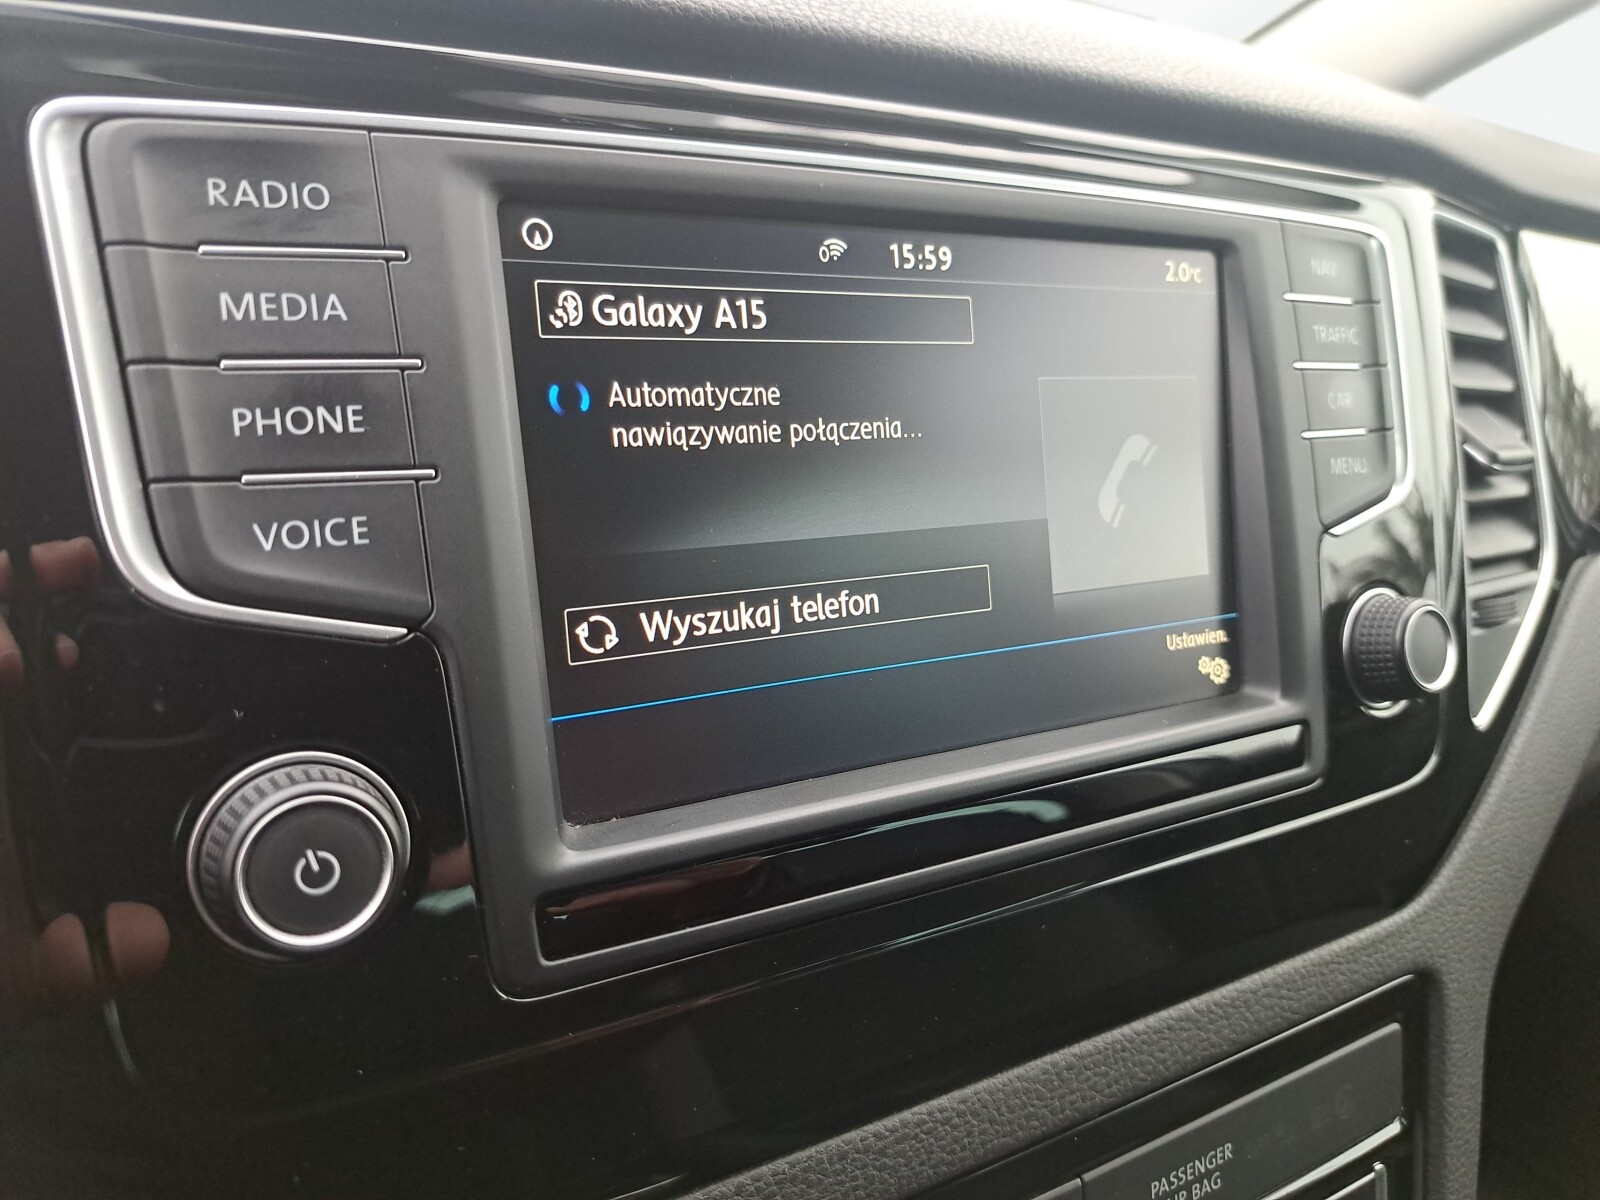 RADIO
MEDIA
PHONE
VOICE
0 15:59
2.0°C
Galaxy A15
Automatyczne
nawiązywanie połączenia...
Wyszukaj telefon
Ustawien.
NAV
TRAFFIC
CAR
MENU
PASSENGER
AIR BAG